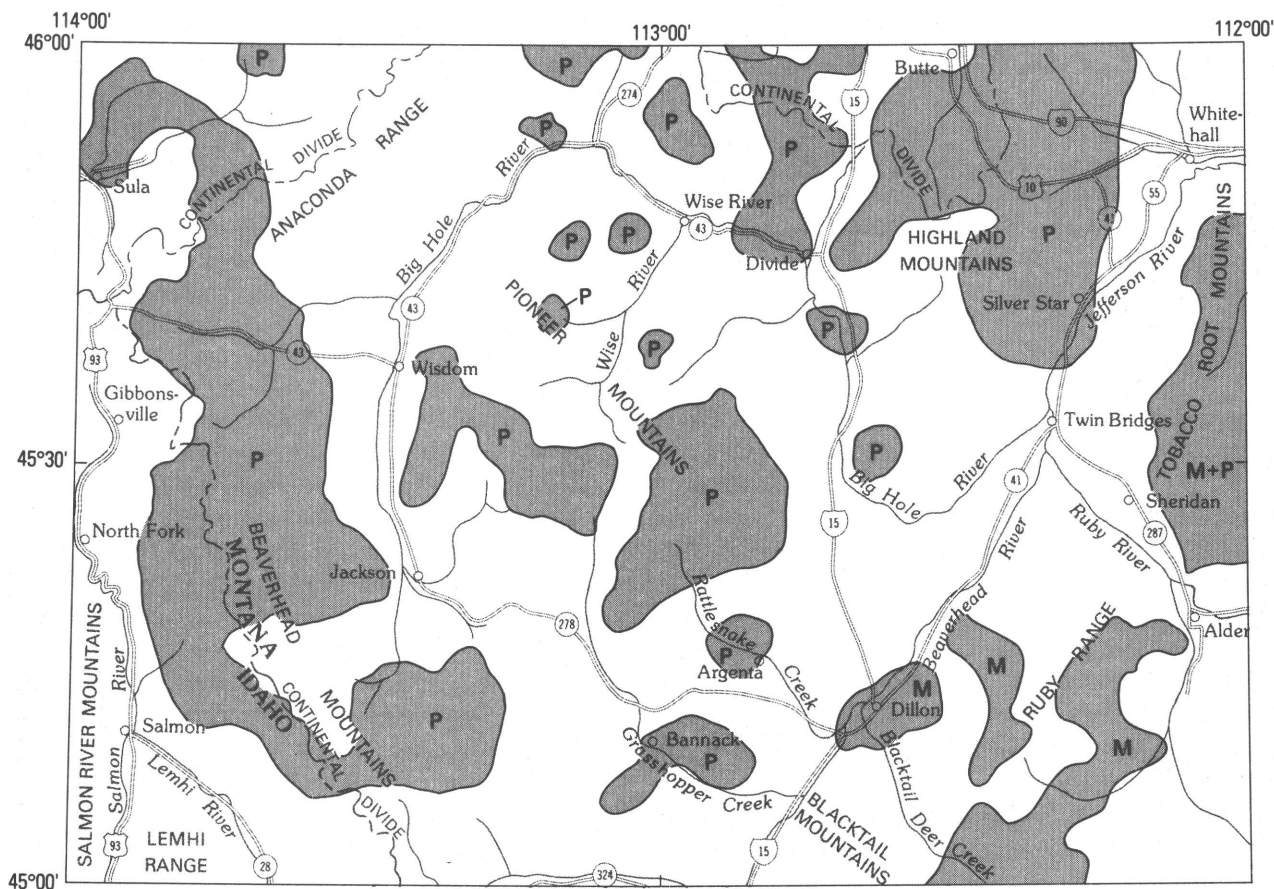 114°00'
113°00'
112°00'
46°00'
P
P
Butte
274
CONTINENTAL
15
90
White-
hall
CONTINENTAL
DIVIDE
RANGE
ANACONDA
P
River
P
P
DIVIDE
10
55
Sula
Wise River
43
41
P
P
P
Big Hole
River
Divide
HIGHLAND
MOUNTAINS
P
Jefferson River
MOUNTAINS
PIONEER
P
Silver Star
43
Wise
P
P
ROOT
93
43
Wisdom
Gibbons-
ville
MOUNTAINS
Twin Bridges
TOBACCO
P
P
P
45°30'
P
Big Hole
River
41
M+P
Sheridan
15
River
Ruby River
287
North Fork
BEAVERHEAD
MONTANA
Jackson
Rattlesnake
Creek
Beaverhead
278
P
Argenta
M
RUBY
RANGE
Alder
SALMON RIVER MOUNTAINS
River
IDAHO
CONTINENTAL
MOUNTAINS
P
M
Dillon
Salmon
Salmon
Lemhi River
Bannack
P
Grasshopper
Creek
Blacktail Deer Creek
M
BLACKTAIL
MOUNTAINS
DIVIDE
93
LEMHI
RANGE
28
15
324
45°00'